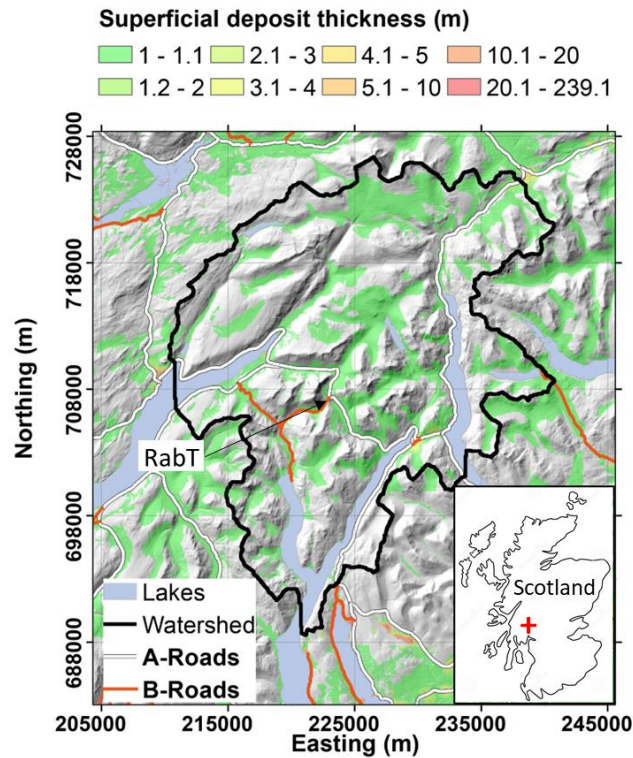 Superficial deposit thickness (m)
1 - 1.1 2.1 - 3 4.1 - 5 10.1 - 20
1.2 - 2 3.1 - 4 5.1 - 10 20.1 - 239.1
728000
718000
708000
698000
688000
Northing (m)
RabT
Lakes
Watershed
A-Roads
B-Roads
Scotland
205000 215000 225000 235000 245000
Easting (m)